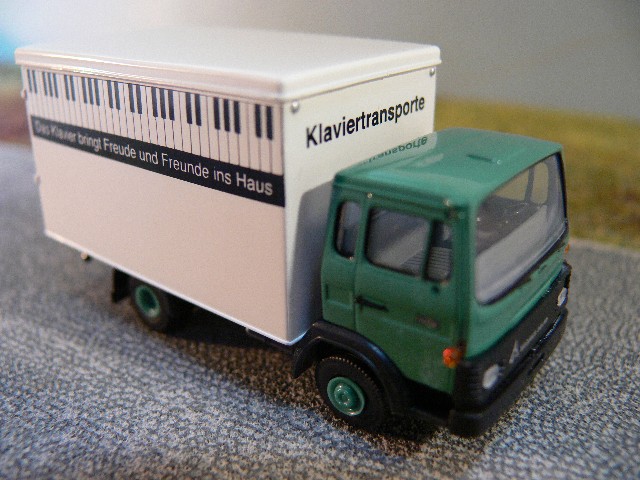 Klaviertransporte
Das Klavier bringt Freude und Freunde ins Haus